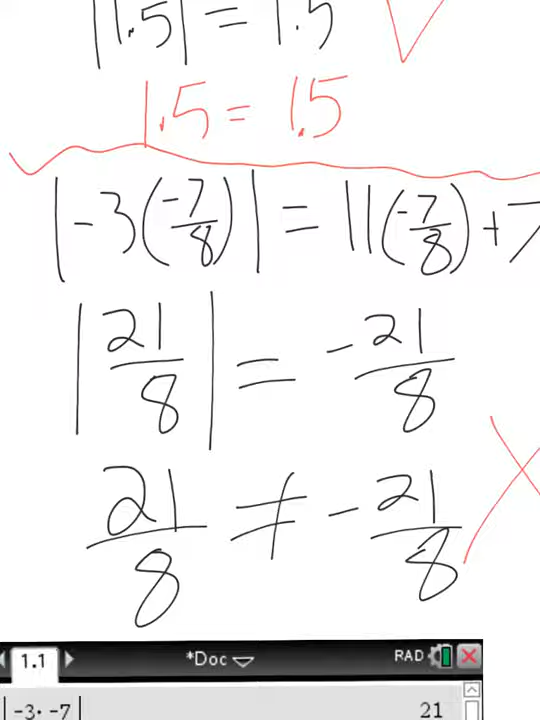 |1.5| = 1.5
1.5 = 1.5
|-3(-7/8)| = 11(-7/8) + 7
|21/8| = -21/8
21/8 ≠ -21/8
1.1 *Doc RAD
|-3· -7| 21